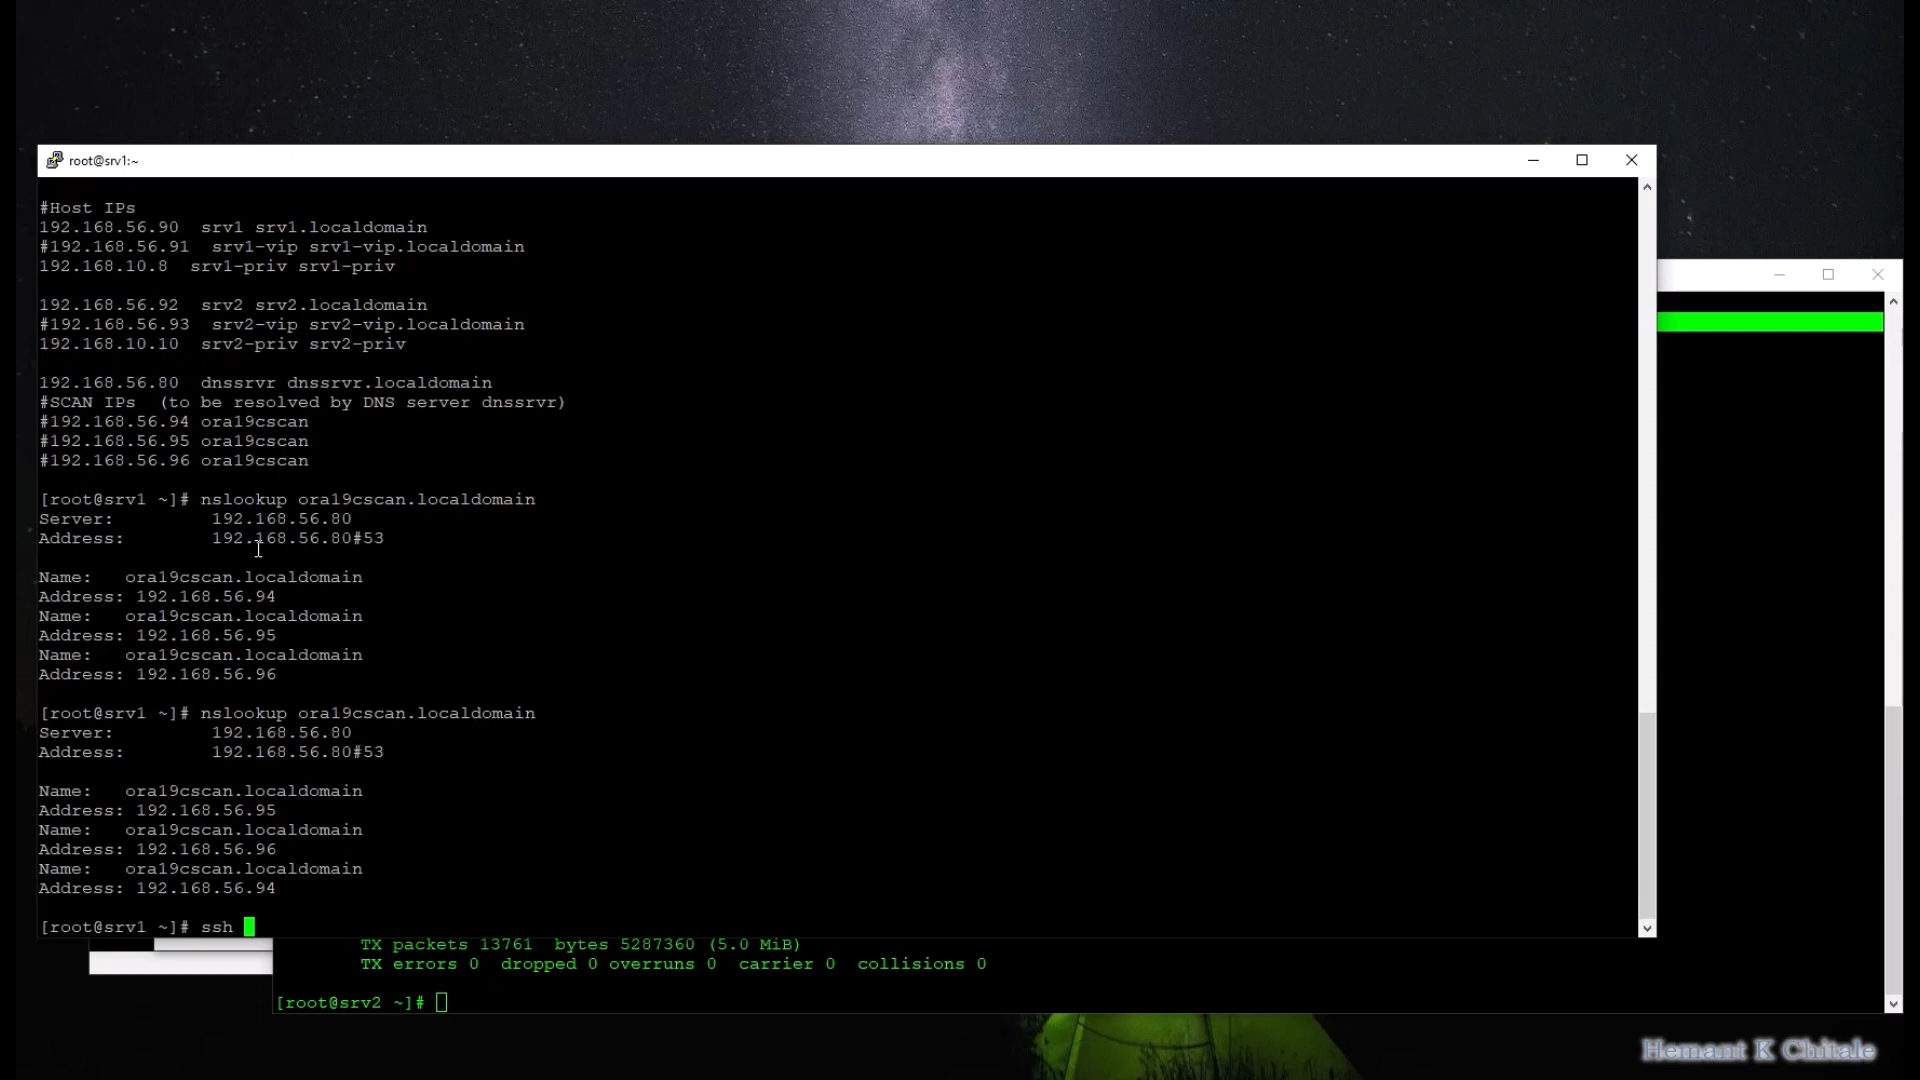 root@srv1:~
#Host IPs
192.168.56.90  srv1 srv1.localdomain
#192.168.56.91  srv1-vip srv1-vip.localdomain
192.168.10.8  srv1-priv srv1-priv
192.168.56.92  srv2 srv2.localdomain
#192.168.56.93  srv2-vip srv2-vip.localdomain
192.168.10.10  srv2-priv srv2-priv
192.168.56.80  dnssrvr dnssrvr.localdomain
#SCAN IPs  (to be resolved by DNS server dnssrvr)
#192.168.56.94 ora19cscan
#192.168.56.95 ora19cscan
#192.168.56.96 ora19cscan
[root@srv1 ~]# nslookup ora19cscan.localdomain
Server:         192.168.56.80
Address:        192.168.56.80#53
Name:   ora19cscan.localdomain
Address: 192.168.56.94
Name:   ora19cscan.localdomain
Address: 192.168.56.95
Name:   ora19cscan.localdomain
Address: 192.168.56.96
[root@srv1 ~]# nslookup ora19cscan.localdomain
Server:         192.168.56.80
Address:        192.168.56.80#53
Name:   ora19cscan.localdomain
Address: 192.168.56.95
Name:   ora19cscan.localdomain
Address: 192.168.56.96
Name:   ora19cscan.localdomain
Address: 192.168.56.94
[root@srv1 ~]# ssh
TX packets 13761  bytes 5287360 (5.0 MiB)
TX errors 0  dropped 0 overruns 0  carrier 0  collisions 0
[root@srv2 ~]#
Hemant K Chitale